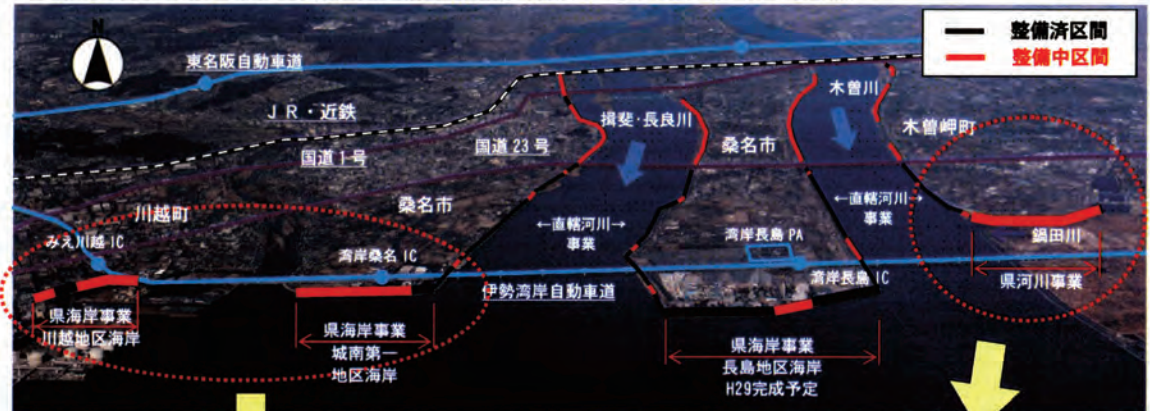 整備済区間
整備中区間
東名阪自動車道
JR・近鉄
国道1号
国道23号
揖斐・長良川
桑名市
木曽川
木曽岬町
川越町
桑名市
みえ川越IC
湾岸桑名IC
←直轄河川→
事業
←直轄河川→
事業
湾岸長島PA
湾岸長島IC
鍋田川
県河川事業
伊勢湾岸自動車道
県海岸事業
川越地区海岸
県海岸事業
城南第一
地区海岸
県海岸事業
長島地区海岸
H29完成予定